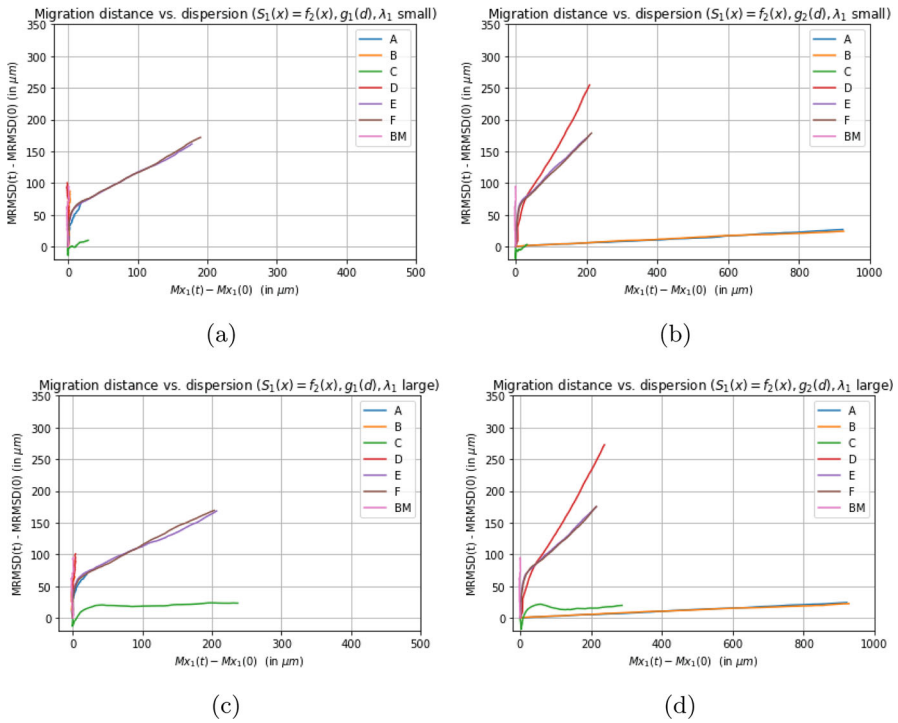 Migration distance vs. dispersion (S₁(x) = f₂(x), g₁(d), λ₁ small)
350
300
250
200
150
100
50
0
MRMSD(t) - MRMSD(0) (in μm)
A
B
C
D
E
F
BM
0 100 200 300 400 500
Mx₁(t) − Mx₁(0) (in μm)
(a)
Migration distance vs. dispersion (S₁(x) = f₂(x), g₂(d), λ₁ small)
350
300
250
200
150
100
50
0
MRMSD(t) - MRMSD(0) (in μm)
A
B
C
D
E
F
BM
0 200 400 600 800 1000
Mx₁(t) − Mx₁(0) (in μm)
(b)
Migration distance vs. dispersion (S₁(x) = f₂(x), g₁(d), λ₁ large)
350
300
250
200
150
100
50
0
MRMSD(t) - MRMSD(0) (in μm)
A
B
C
D
E
F
BM
0 100 200 300 400 500
Mx₁(t) − Mx₁(0) (in μm)
(c)
Migration distance vs. dispersion (S₁(x) = f₂(x), g₂(d), λ₁ large)
350
300
250
200
150
100
50
0
MRMSD(t) - MRMSD(0) (in μm)
A
B
C
D
E
F
BM
0 200 400 600 800 1000
Mx₁(t) − Mx₁(0) (in μm)
(d)